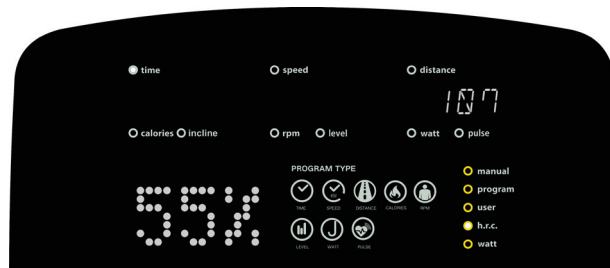 time speed distance
107
calories incline rpm level watt pulse
55%
PROGRAM TYPE
TIME SPEED DISTANCE CALORIES RPM
LEVEL WATT PULSE
manual
program
user
h.r.c.
watt